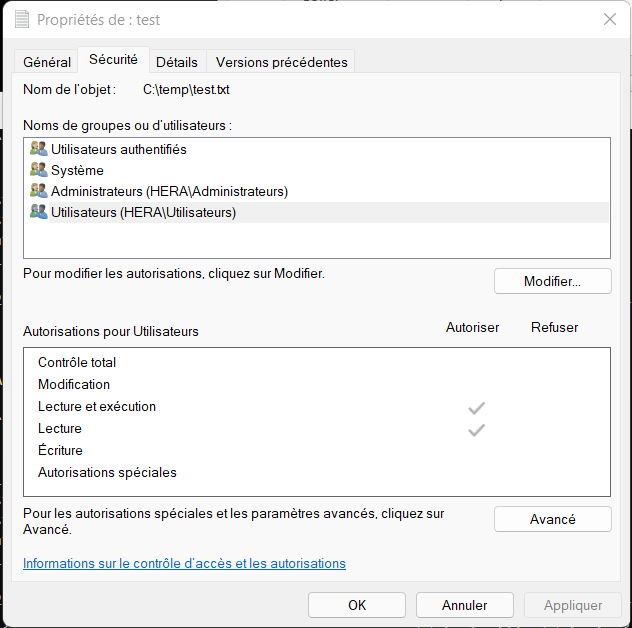 Propriétés de : test
Général
Sécurité
Détails
Versions précédentes
Nom de l'objet : C:\temp\test.txt
Noms de groupes ou d'utilisateurs :
Utilisateurs authentifiés
Système
Administrateurs (HERA\Administrateurs)
Utilisateurs (HERA\Utilisateurs)
Pour modifier les autorisations, cliquez sur Modifier.
Modifier...
Autorisations pour Utilisateurs
Autoriser
Refuser
Contrôle total
Modification
Lecture et exécution
Lecture
Écriture
Autorisations spéciales
Pour les autorisations spéciales et les paramètres avancés, cliquez sur
Avancé.
Avancé
Informations sur le contrôle d'accès et les autorisations
OK
Annuler
Appliquer